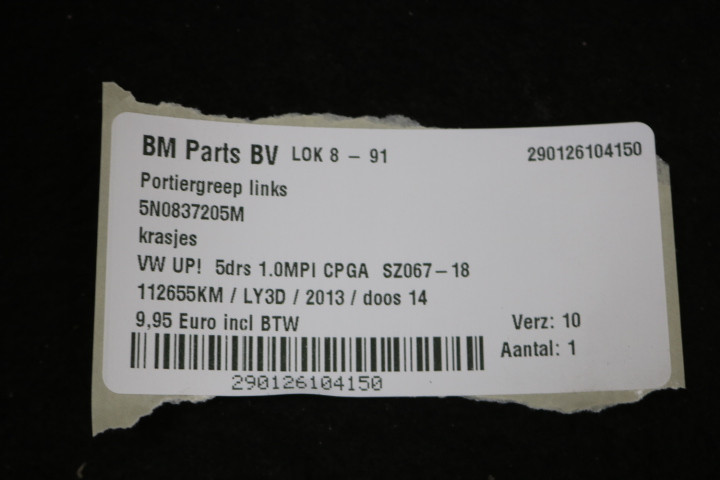 BM Parts BV LOK 8 - 91 290126104150
Portiergreep links
5N0837205M
krasjes
VW UP! 5drs 1.0MPI CPGA SZ067-18
112655KM / LY3D / 2013 / doos 14
9,95 Euro incl BTW Verz: 10
Aantal: 1
290126104150